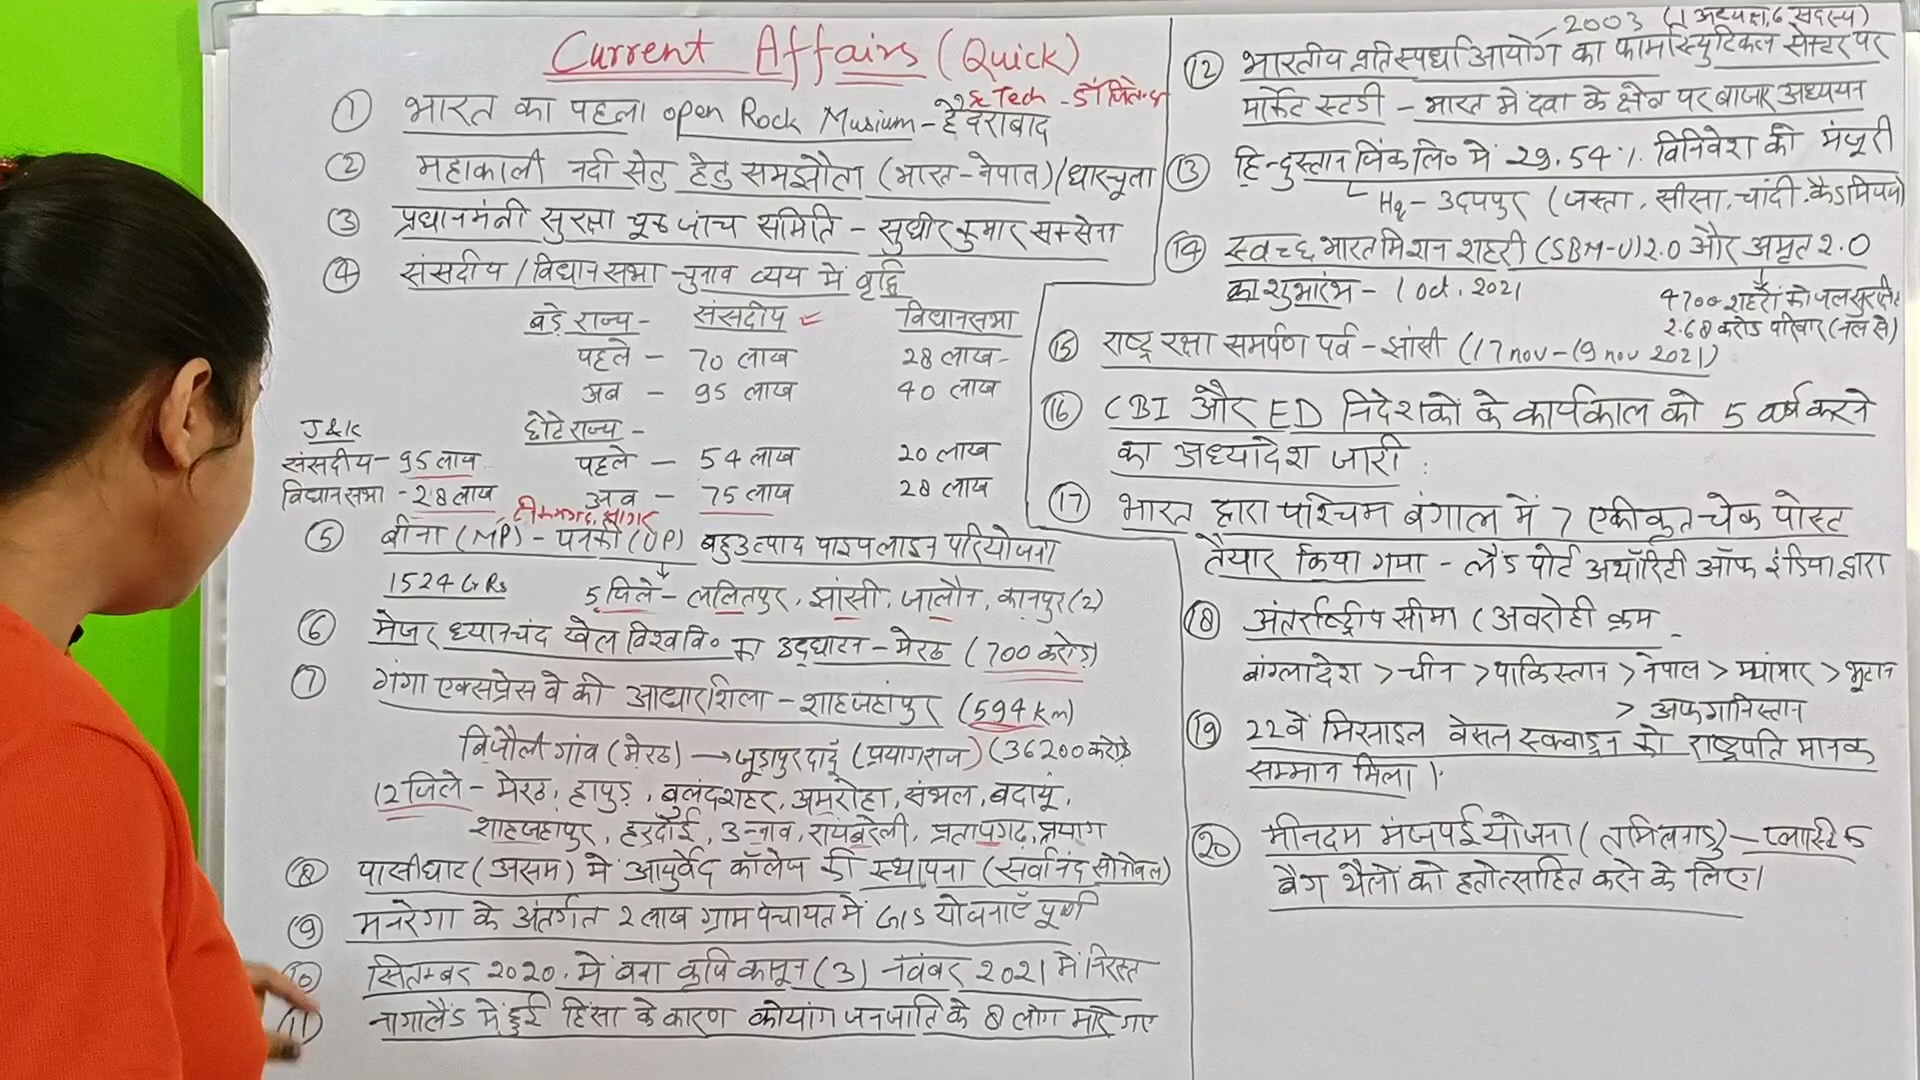 Current Affairs (Quick)
① भारत का पहला open Rock Musium - हैदराबाद
& Tech - डॉ जितेन्द्र
② महाकाली नदी सेतु हेतु समझौता (भारत-नेपाल)/धारचूला
③ प्रधानमंत्री सुरक्षा चूक जांच समिति - सुधीर कुमार सक्सेना
④ संसदीय / विधानसभा चुनाव व्यय में वृद्धि
बड़े राज्य - संसदीय विधानसभा
पहले - 70 लाख 28 लाख -
अब - 95 लाख 40 लाख
J&K छोटे राज्य -
संसदीय - 95 लाख पहले - 54 लाख 20 लाख
विधानसभा - 28 लाख अब - 75 लाख 28 लाख
सागर
⑤ बीना (MP) - पनकी (UP) बहुउत्पाद पाइपलाइन परियोजना
1524 Cr Rs 5 जिले - ललितपुर, झांसी, जालौन, कानपुर (2)
⑥ मेजर ध्यानचंद खेल विश्ववि॰ का उद्घाटन - मेरठ (700 करोड़)
⑦ गंगा एक्सप्रेस वे की आधारशिला - शाहजहांपुर (594 km)
बिजौली गांव (मेरठ) → जूड़ापुर दादूँ (प्रयागराज) (36200 करोड़
12 जिले - मेरठ, हापुड़, बुलंदशहर, अमरोहा, संभल, बदायूं,
शाहजहापुर, हरदोई, उन्नाव, रायबरेली, प्रतापगढ़, प्रयाग
⑧ पासीघाट (असम) में आयुर्वेद कॉलेज की स्थापना (सर्वानंद सोनोवाल)
⑨ मनरेगा के अंतर्गत 2 लाख ग्राम पंचायत में GIS योजनाएँ पूर्ण
⑩ सितम्बर 2020 में बना कृषि कानून (3) नवंबर 2021 में निरस्त
⑪ नागालैंड में हुई हिंसा के कारण कोयांग जनजाति के 8 लोग मारे गए
2003 (1 अध्यक्ष, 6 सदस्य)
⑫ भारतीय प्रतिस्पर्धा आयोग का फार्मास्युटिकल सेक्टर पर
मार्केट स्टडी - भारत में दवा के क्षेत्र पर बाजार अध्ययन
⑬ हिन्दुस्तान जिंक लि॰ में 29.54 % विनिवेश की मंजूरी
Hq - उदयपुर (जस्ता, सीसा, चांदी, कैडमियम
⑭ स्वच्छ भारत मिशन शहरी (SBM-U) 2.0 और अमृत 2.0
का शुभारंभ - 1 Oct, 2021
4700 शहरों को जल सुरक्षित
2.68 करोड परिवार (नल से)
⑮ राष्ट्र रक्षा समर्पण पर्व - झांसी (17 nov - 19 nov 2021)
⑯ CBI और ED निदेशकों के कार्यकाल को 5 वर्ष करने
का अध्यादेश जारी
⑰ भारत द्वारा पश्चिम बंगाल में 7 एकीकृत चेक पोस्ट
तैयार किया गया - लैंड पोर्ट अथॉरिटी ऑफ इंडिया द्वारा
⑱ अंतर्राष्ट्रीय सीमा (अवरोही क्रम
बांग्लादेश > चीन > पाकिस्तान > नेपाल > म्यांमार > भूटान
> अफगानिस्तान
⑲ 22वें मिसाइल वेसल स्क्वाड्रन को राष्ट्रपति मानक
सम्मान मिला।
⑳ मीनदम मंजपई योजना (तमिलनाडु) - प्लास्टिक
बैग थैलों को हतोत्साहित करने के लिए।